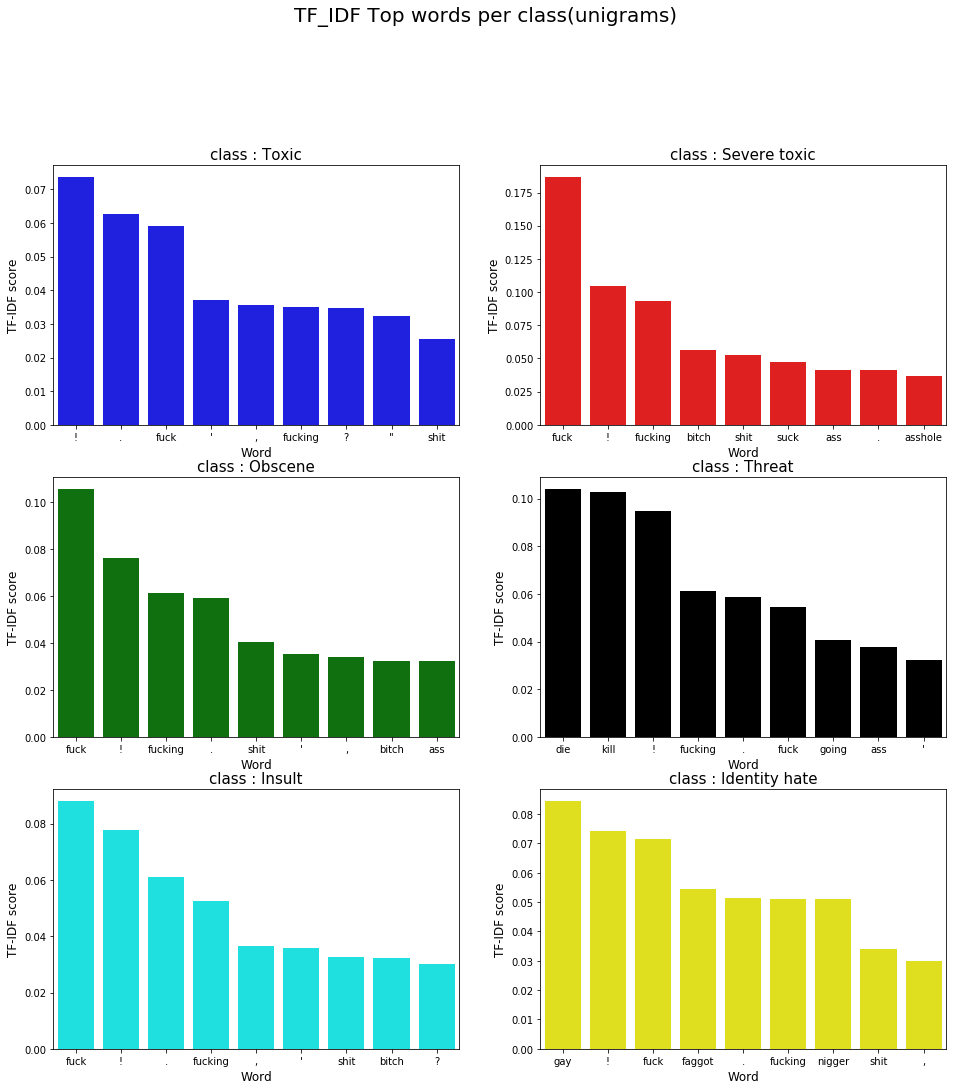 TF_IDF Top words per class(unigrams)
class : Toxic
TF-IDF score
0.07
0.06
0.05
0.04
0.03
0.02
0.01
0.00
! . fuck ' , fucking ? " shit
Word
class : Severe toxic
TF-IDF score
0.175
0.150
0.125
0.100
0.075
0.050
0.025
0.000
fuck ! fucking bitch shit suck ass . asshole
Word
class : Obscene
TF-IDF score
0.10
0.08
0.06
0.04
0.02
0.00
fuck ! fucking . shit ' , bitch ass
Word
class : Threat
TF-IDF score
0.10
0.08
0.06
0.04
0.02
0.00
die kill ! fucking . fuck going ass '
Word
class : Insult
TF-IDF score
0.08
0.06
0.04
0.02
0.00
fuck ! . fucking , ' shit bitch ?
Word
class : Identity hate
TF-IDF score
0.08
0.07
0.06
0.05
0.04
0.03
0.02
0.01
0.00
gay ! fuck faggot . fucking nigger shit ,
Word